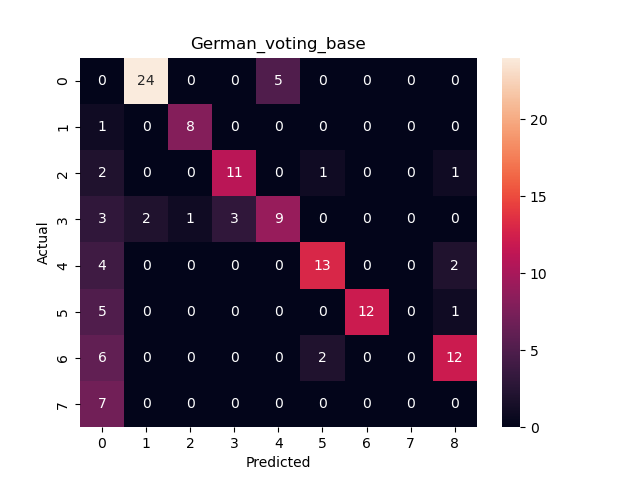 German_voting_base
0 0 24 0 0 5 0 0 0 0
1 1 0 8 0 0 0 0 0 0
2 2 0 0 11 0 1 0 0 1
3 3 2 1 3 9 0 0 0 0
4 4 0 0 0 0 13 0 0 2
5 5 0 0 0 0 0 12 0 1
6 6 0 0 0 0 2 0 0 12
7 7 0 0 0 0 0 0 0 0
0 1 2 3 4 5 6 7 8
Predicted
Actual
20
15
10
5
0